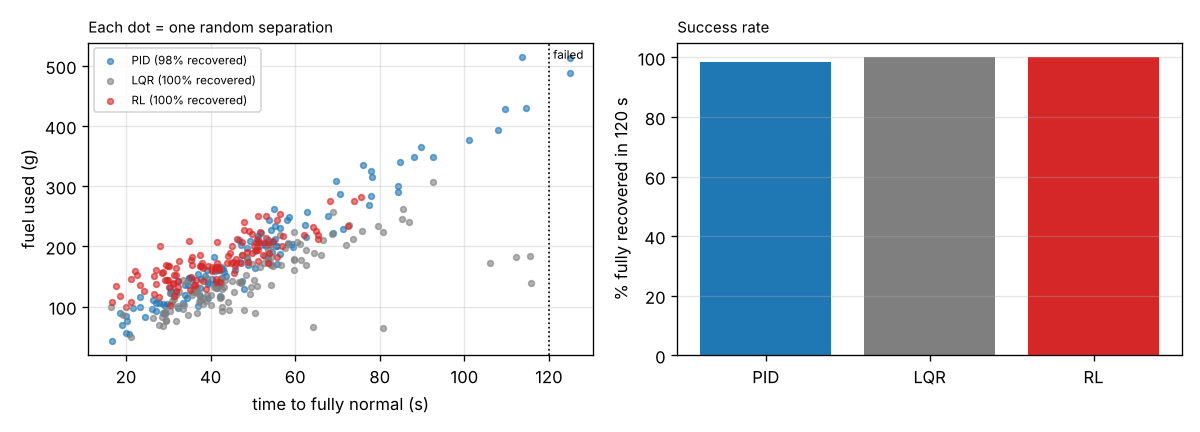 Each dot = one random separation
PID (98% recovered)
LQR (100% recovered)
RL (100% recovered)
failed
500
400
300
200
100
fuel used (g)
20 40 60 80 100 120
time to fully normal (s)
Success rate
100
80
60
40
20
0
% fully recovered in 120 s
PID LQR RL